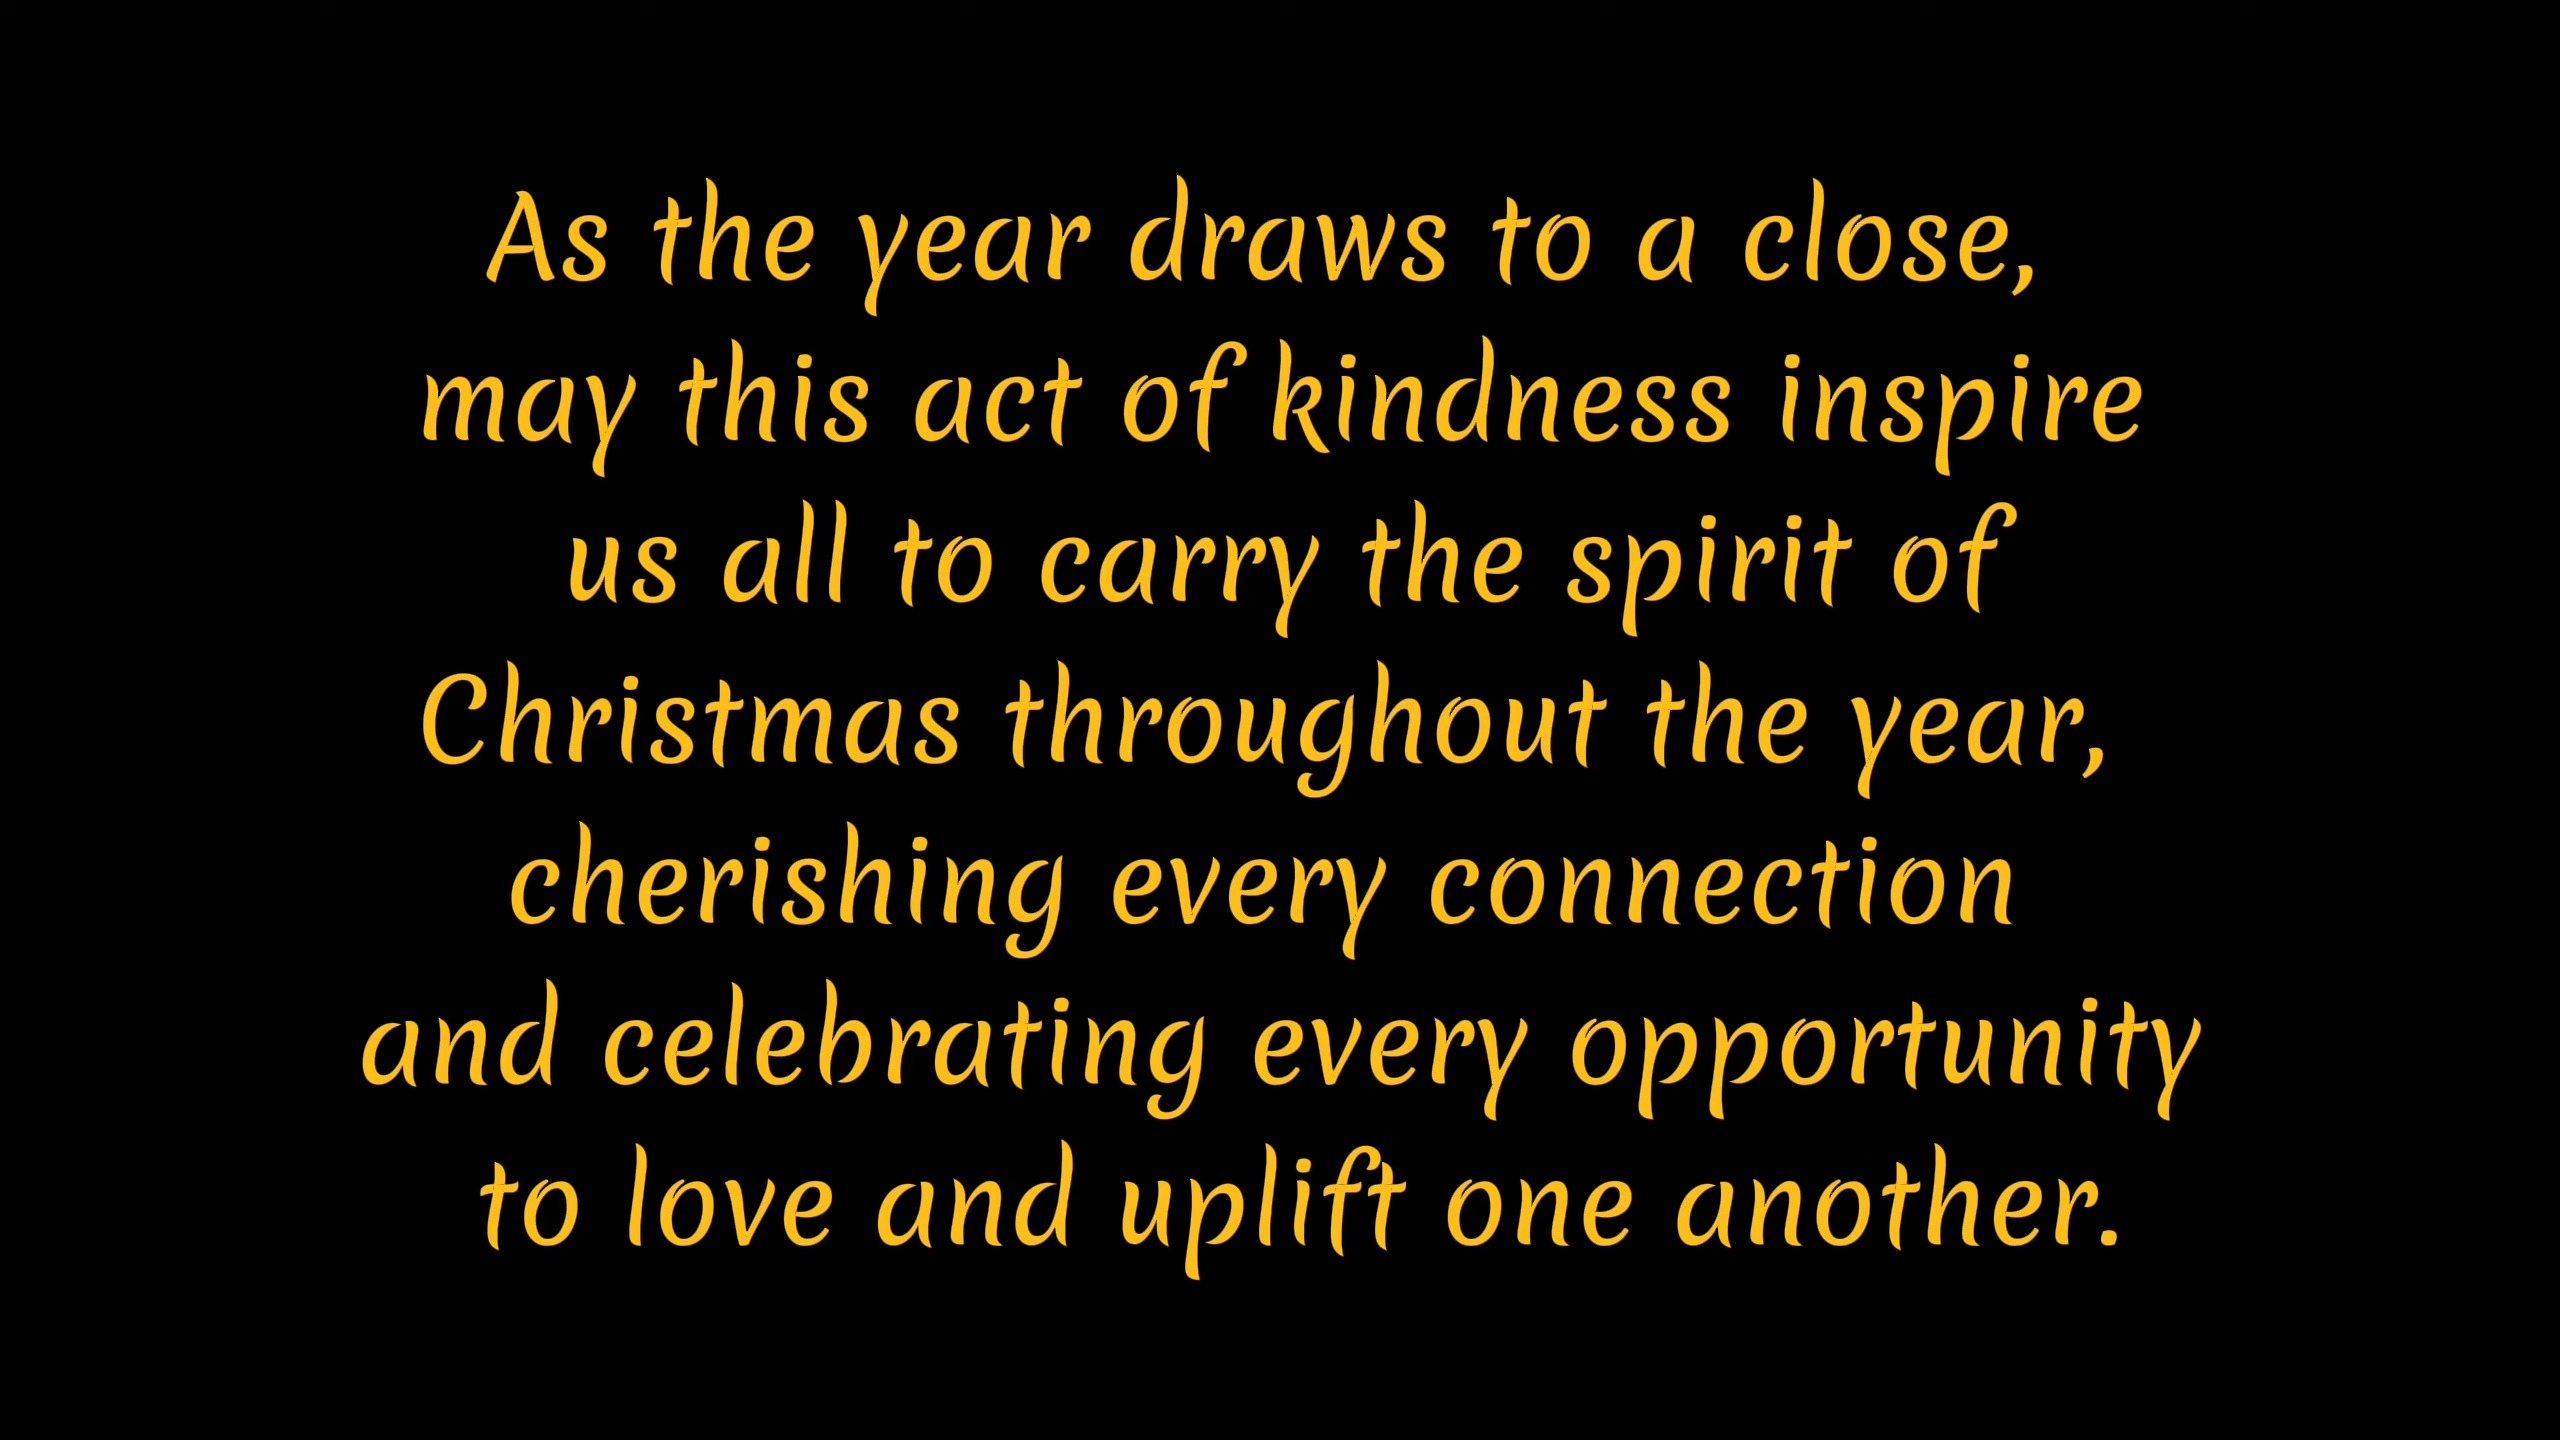 As the year draws to a close,
may this act of kindness inspire
us all to carry the spirit of
Christmas throughout the year,
cherishing every connection
and celebrating every opportunity
to love and uplift one another.